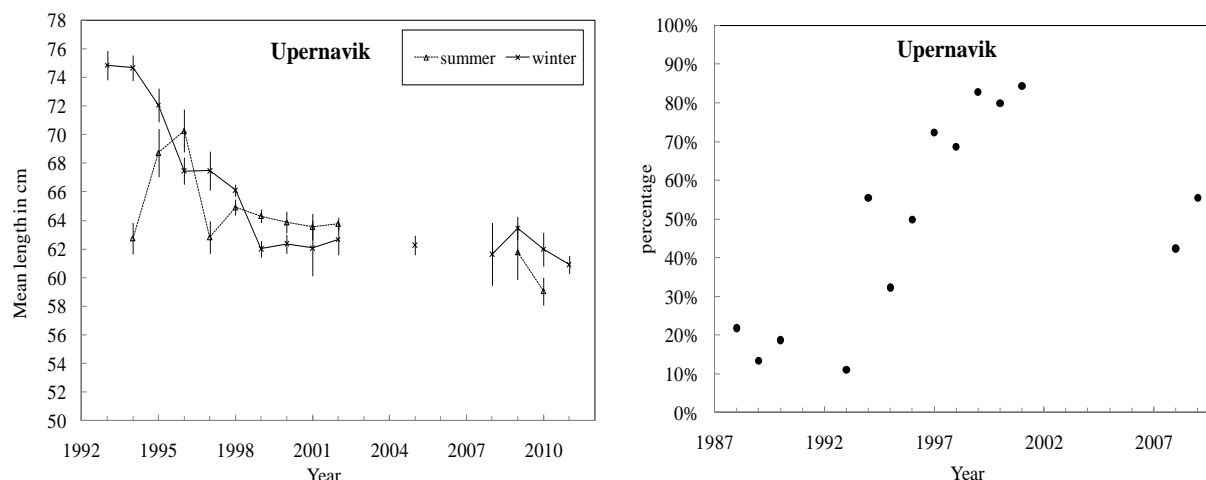 Upernavik
summer winter
78
76
74
72
70
68
66
64
62
60
58
56
54
52
50
Mean length in cm
1992 1995 1998 2001 2004 2007 2010
Year
Upernavik
100%
90%
80%
70%
60%
50%
40%
30%
20%
10%
0%
percentage
1987 1992 1997 2002 2007
Year